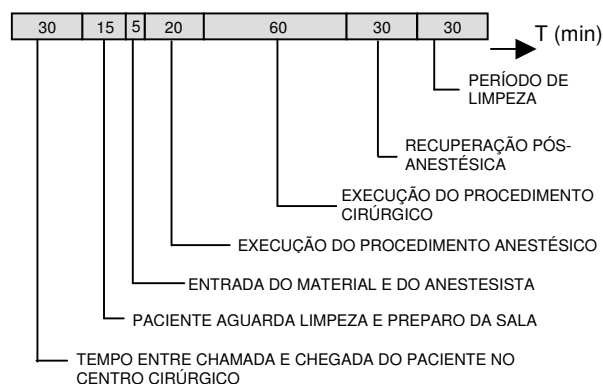 30 15 5 20 60 30 30
T (min)
PERÍODO DE
LIMPEZA
RECUPERAÇÃO PÓS-
ANESTÉSICA
EXECUÇÃO DO PROCEDIMENTO
CIRÚRGICO
EXECUÇÃO DO PROCEDIMENTO ANESTÉSICO
ENTRADA DO MATERIAL E DO ANESTESISTA
PACIENTE AGUARDA LIMPEZA E PREPARO DA SALA
TEMPO ENTRE CHAMADA E CHEGADA DO PACIENTE NO
CENTRO CIRÚRGICO